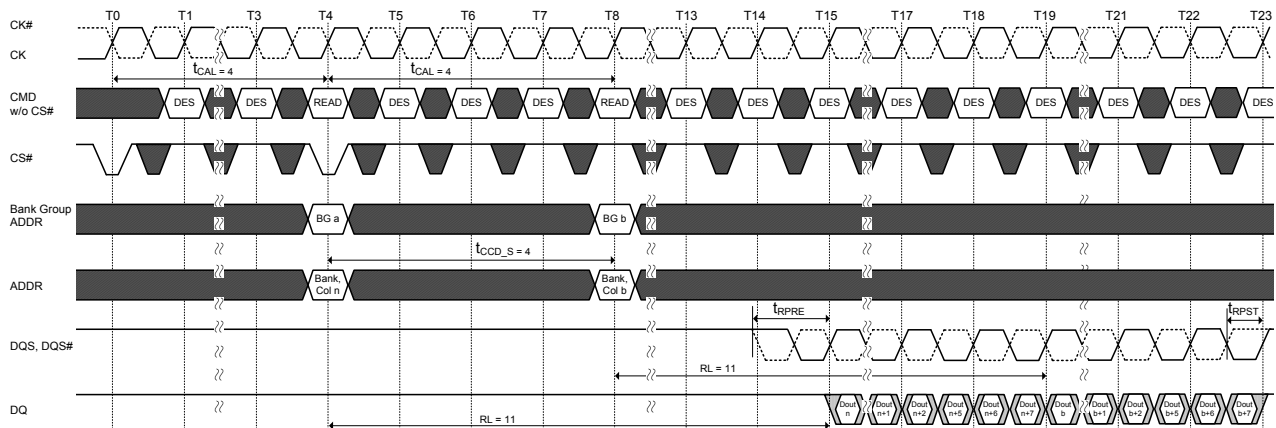 T0 T1 T3 T4 T5 T6 T7 T8 T13 T14 T15 T17 T18 T19 T21 T22 T23
CK#
CK
tCAL = 4 tCAL = 4
CMD
w/o CS#
DES DES READ DES DES DES READ DES DES DES DES DES DES DES DES DES
CS#
Bank Group
ADDR
BG a BG b
tCCD_S = 4
ADDR
Bank,
Col n
Bank,
Col b
tRPRE tRPST
DQS, DQS#
RL = 11
DQ
Dout
n
Dout
n+1
Dout
n+2
Dout
n+5
Dout
n+6
Dout
n+7
Dout
b
Dout
b+1
Dout
b+2
Dout
b+5
Dout
b+6
Dout
b+7
RL = 11